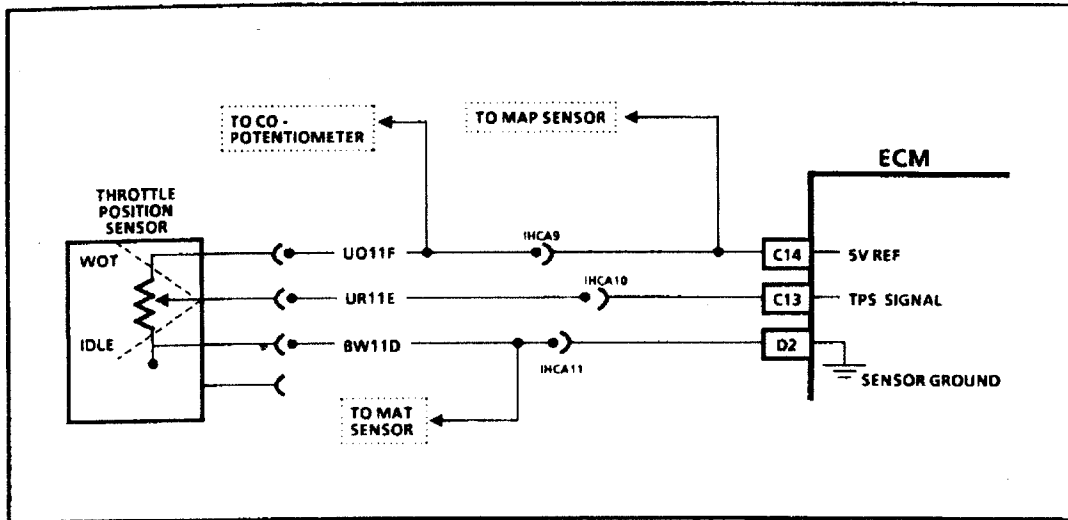 TO CO -
POTENTIOMETER
TO MAP SENSOR
ECM
THROTTLE
POSITION
SENSOR
WOT
UO11F
IHCA9
C14
5V REF
UR11E
IHCA10
C13
TPS SIGNAL
IDLE
BW11D
IHCA11
D2
SENSOR GROUND
TO MAT
SENSOR